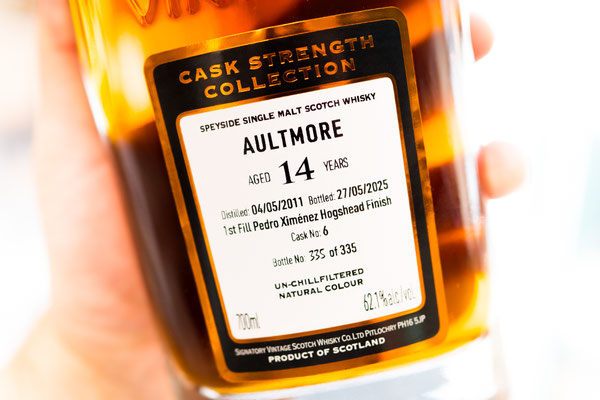 CASK STRENGTH
COLLECTION
SPEYSIDE SINGLE MALT SCOTCH WHISKY
AULTMORE
AGED 14 YEARS
Distilled: 04/05/2011 Bottled: 27/05/2025
1st Fill Pedro Ximénez Hogshead Finish
Cask No: 6
Bottle No: 335 of 335
UN-CHILLFILTERED
NATURAL COLOUR
700ml 62.1%alc/vol
SIGNATORY VINTAGE SCOTCH WHISKY CO. LTD PITLOCHRY PH16 5JP
PRODUCT OF SCOTLAND